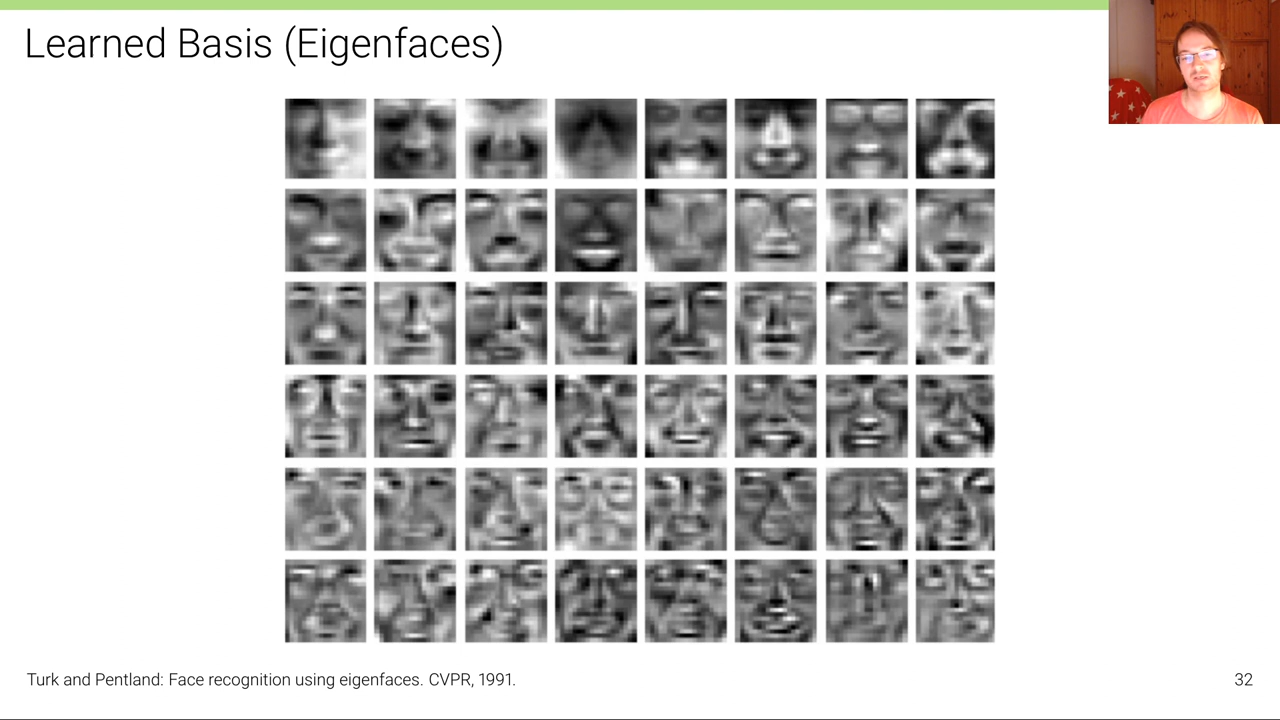 Learned Basis (Eigenfaces)
Turk and Pentland: Face recognition using eigenfaces. CVPR, 1991.
32